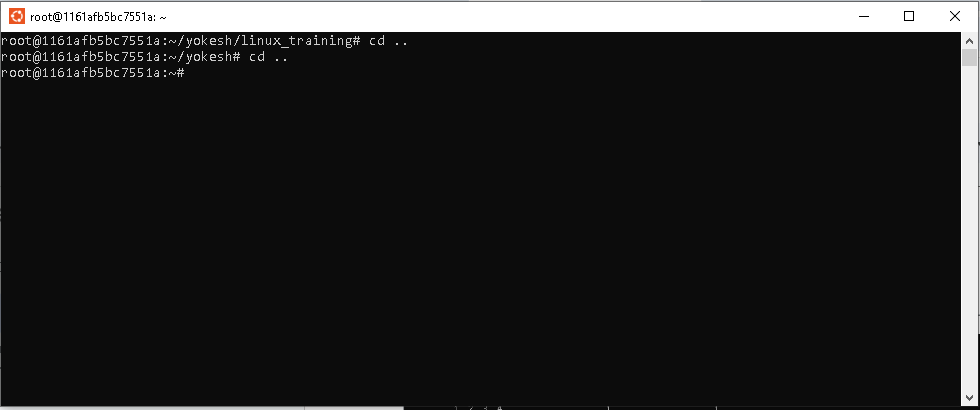 root@1161afb5bc7551a: ~
root@1161afb5bc7551a:~/yokesh/linux_training# cd ..
root@1161afb5bc7551a:~/yokesh# cd ..
root@1161afb5bc7551a:~#